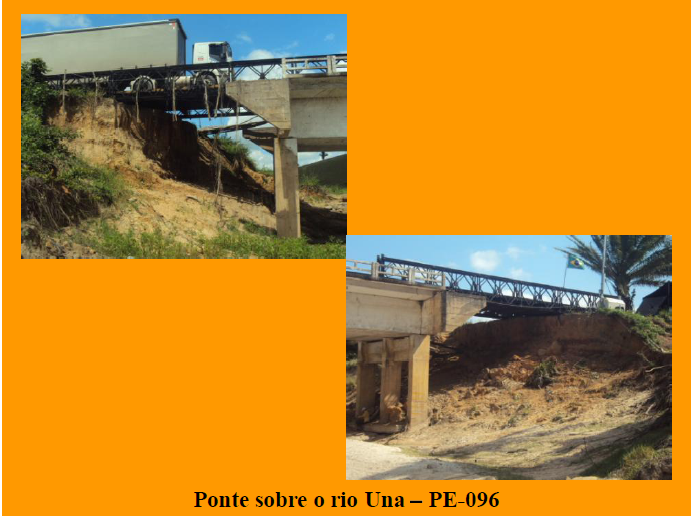 Ponte sobre o rio Una – PE-096